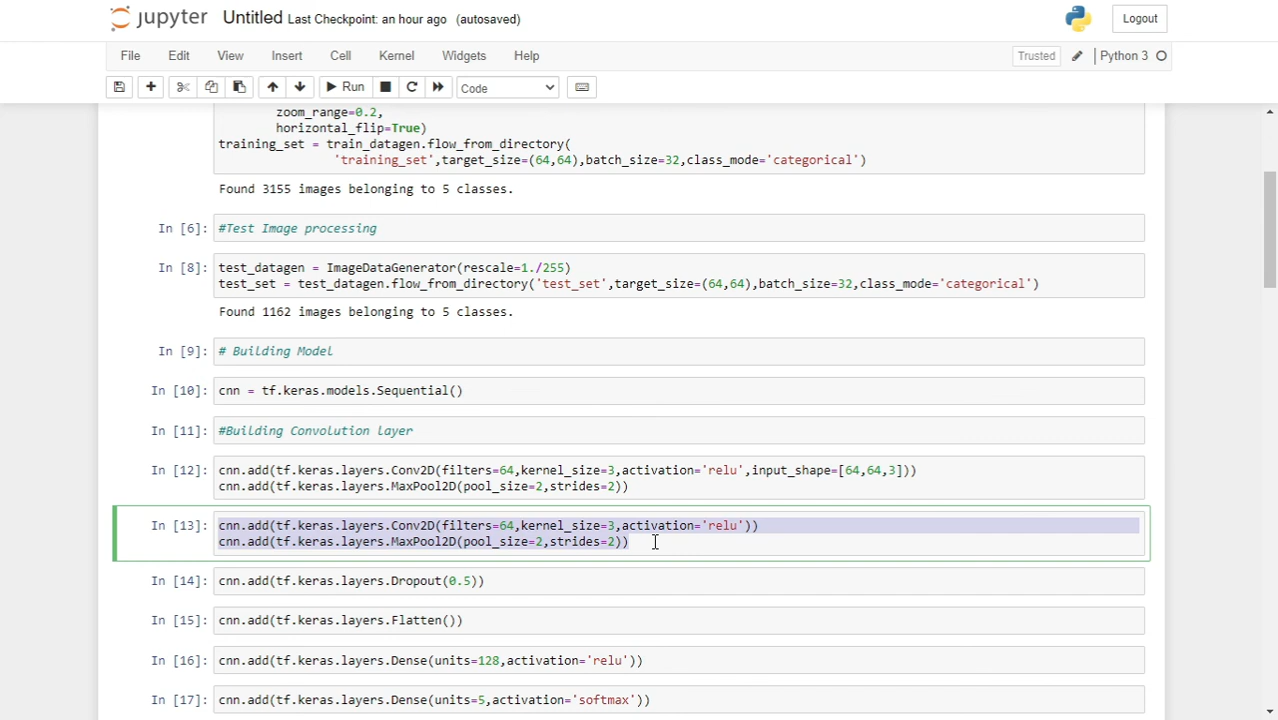 jupyter Untitled Last Checkpoint: an hour ago (autosaved) Logout
File Edit View Insert Cell Kernel Widgets Help Trusted Python 3
Run Code
zoom_range=0.2,
horizontal_flip=True)
training_set = train_datagen.flow_from_directory(
'training_set',target_size=(64,64),batch_size=32,class_mode='categorical')
Found 3155 images belonging to 5 classes.
In [6]: #Test Image processing
In [8]: test_datagen = ImageDataGenerator(rescale=1./255)
test_set = test_datagen.flow_from_directory('test_set',target_size=(64,64),batch_size=32,class_mode='categorical')
Found 1162 images belonging to 5 classes.
In [9]: # Building Model
In [10]: cnn = tf.keras.models.Sequential()
In [11]: #Building Convolution layer
In [12]: cnn.add(tf.keras.layers.Conv2D(filters=64,kernel_size=3,activation='relu',input_shape=[64,64,3]))
cnn.add(tf.keras.layers.MaxPool2D(pool_size=2,strides=2))
In [13]: cnn.add(tf.keras.layers.Conv2D(filters=64,kernel_size=3,activation='relu'))
cnn.add(tf.keras.layers.MaxPool2D(pool_size=2,strides=2))
In [14]: cnn.add(tf.keras.layers.Dropout(0.5))
In [15]: cnn.add(tf.keras.layers.Flatten())
In [16]: cnn.add(tf.keras.layers.Dense(units=128,activation='relu'))
In [17]: cnn.add(tf.keras.layers.Dense(units=5,activation='softmax'))